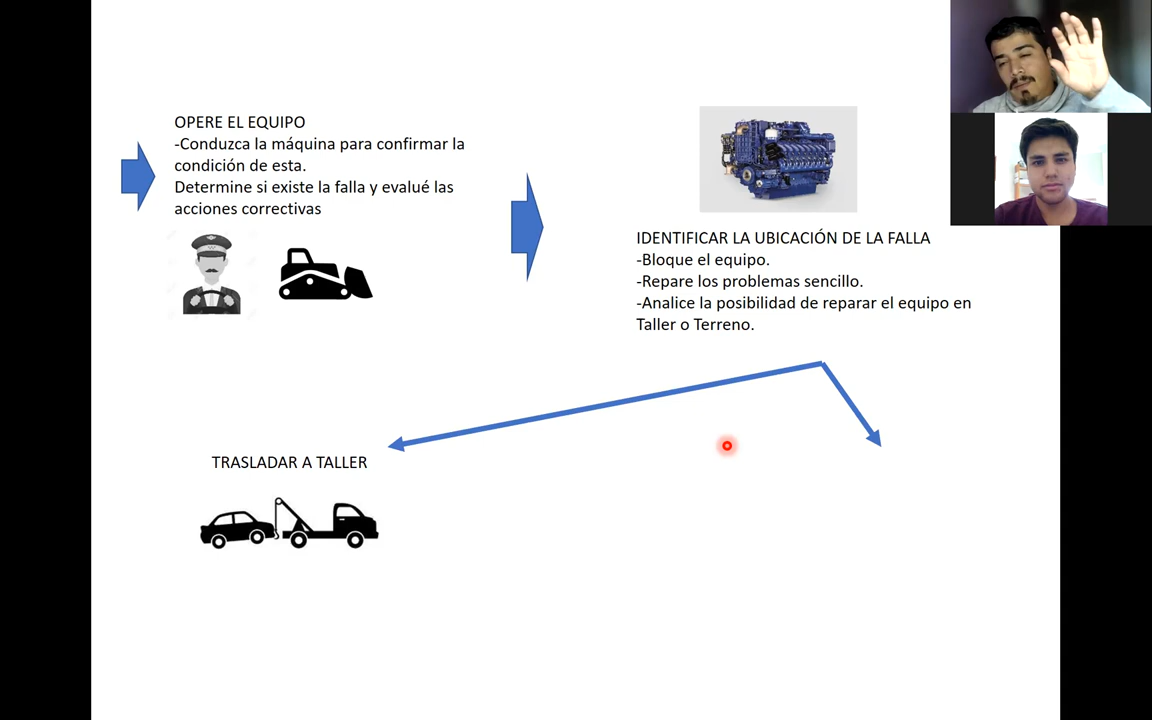 OPERE EL EQUIPO
-Conduzca la máquina para confirmar la
condición de esta.
Determine si existe la falla y evalué las
acciones correctivas
IDENTIFICAR LA UBICACIÓN DE LA FALLA
-Bloque el equipo.
-Repare los problemas sencillo.
-Analice la posibilidad de reparar el equipo en
Taller o Terreno.
TRASLADAR A TALLER